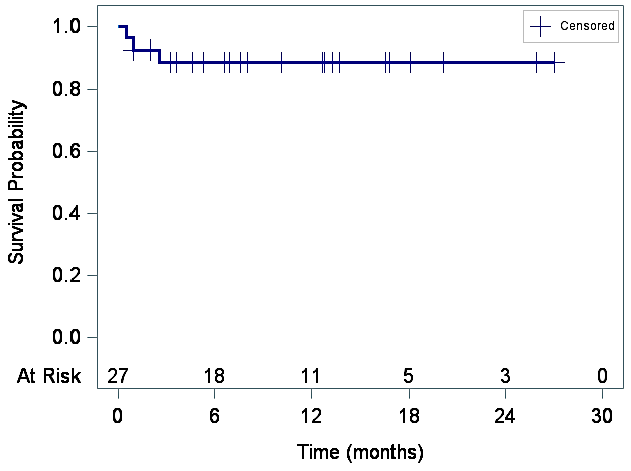 Censored
Survival Probability
1.0
0.8
0.6
0.4
0.2
0.0
At Risk 27 18 11 5 3 0
0 6 12 18 24 30
Time (months)